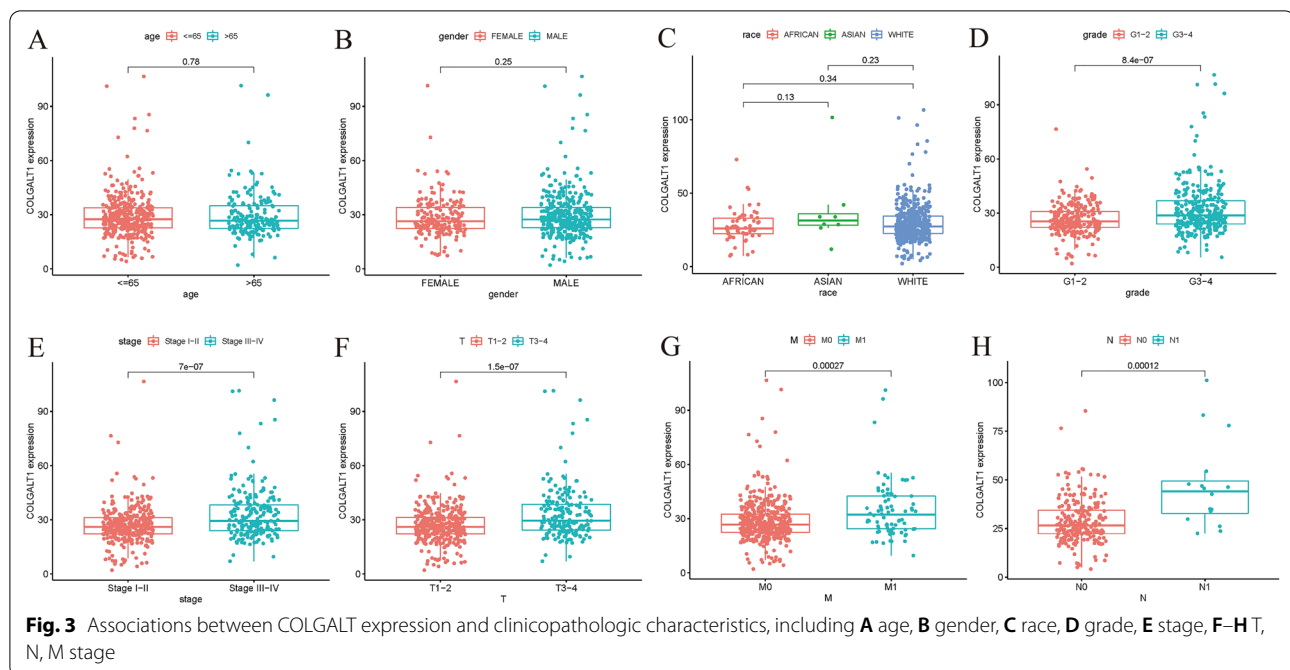 A
age <=65 >65
0.78
COLGALT1 expression
90
60
30
0
<=65 >65
age
B
gender FEMALE MALE
0.25
COLGALT1 expression
90
60
30
0
FEMALE MALE
gender
C
race AFRICAN ASIAN WHITE
0.23
0.34
0.13
COLGALT1 expression
100
50
0
AFRICAN ASIAN WHITE
race
D
grade G1-2 G3-4
8.4e-07
COLGALT1 expression
90
60
30
0
G1-2 G3-4
grade
E
stage Stage I-II Stage III-IV
7e-07
COLGALT1 expression
90
60
30
0
Stage I-II Stage III-IV
stage
F
T T1-2 T3-4
1.5e-07
COLGALT1 expression
90
60
30
0
T1-2 T3-4
T
G
M M0 M1
0.00027
COLGALT1 expression
90
60
30
0
M0 M1
M
H
N N0 N1
0.00012
COLGALT1 expression
100
75
50
25
0
N0 N1
N
Fig. 3 Associations between COLGALT expression and clinicopathologic characteristics, including A age, B gender, C race, D grade, E stage, F–H T,
N, M stage